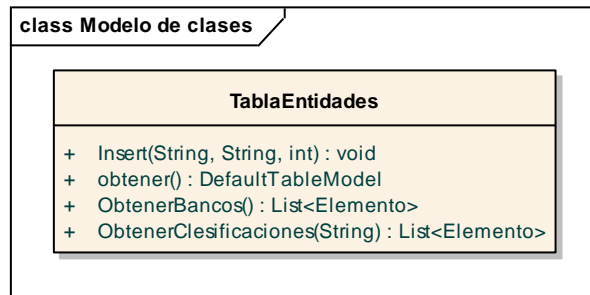 class Modelo de clases
TablaEntidades
+ Insert(String, String, int) : void
+ obtener() : DefaultTableModel
+ ObtenerBancos() : List<Elemento>
+ ObtenerClesificaciones(String) : List<Elemento>